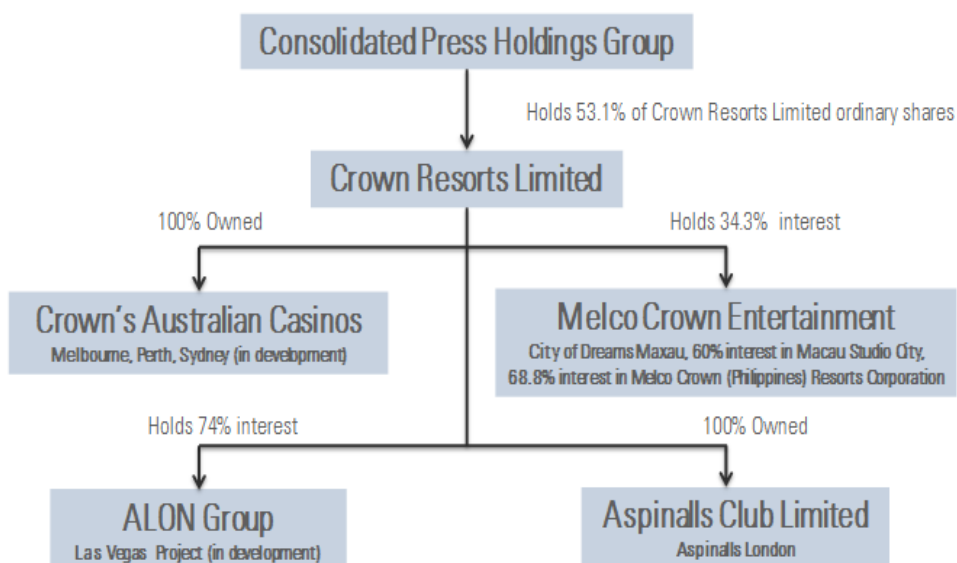 Consolidated Press Holdings Group
Holds 53.1% of Crown Resorts Limited ordinary shares
Crown Resorts Limited
100% Owned
Holds 34.3% interest
Crown's Australian Casinos
Melbourne, Perth, Sydney (in development)
Melco Crown Entertainment
City of Dreams Maxau, 60% interest in Macau Studio City,
68.8% interest in Melco Crown (Philippines) Resorts Corporation
Holds 74% interest
100% Owned
ALON Group
Las Vegas Project (in development)
Aspinalls Club Limited
Aspinalls London